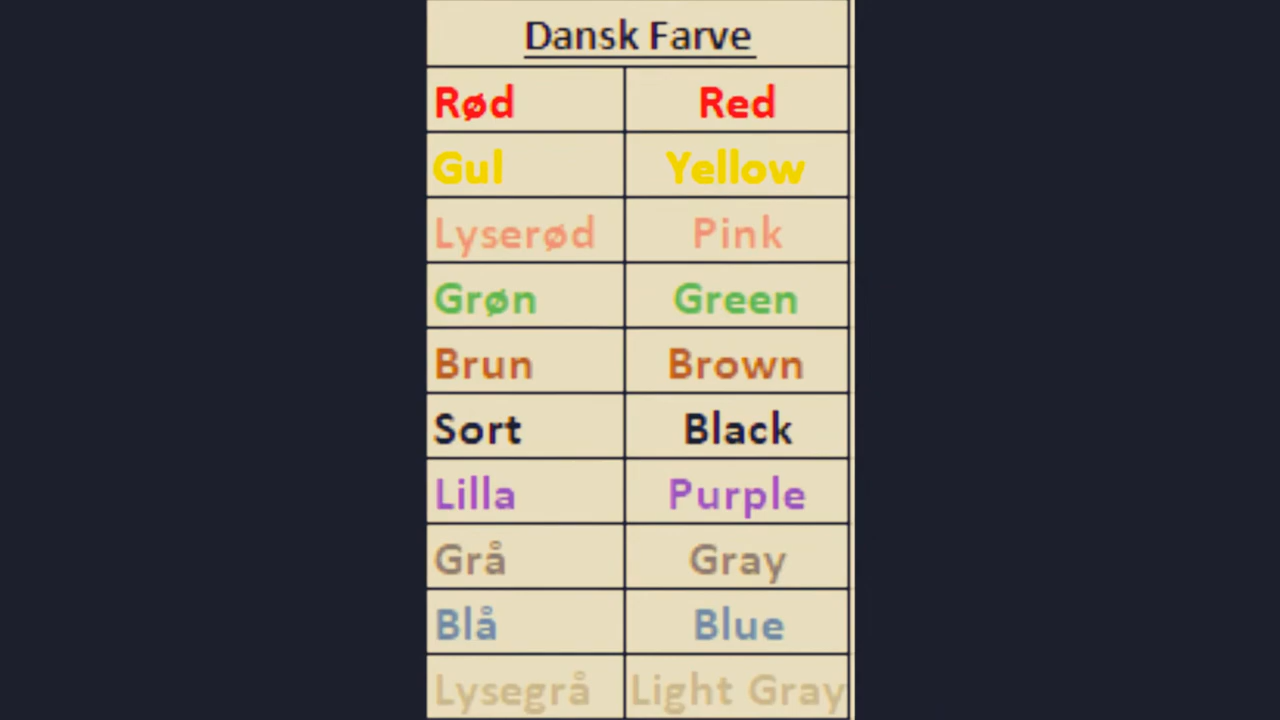 Dansk Farve
Rød Red
Gul Yellow
Lyserød Pink
Grøn Green
Brun Brown
Sort Black
Lilla Purple
Grå Gray
Blå Blue
Lysegrå Light Gray